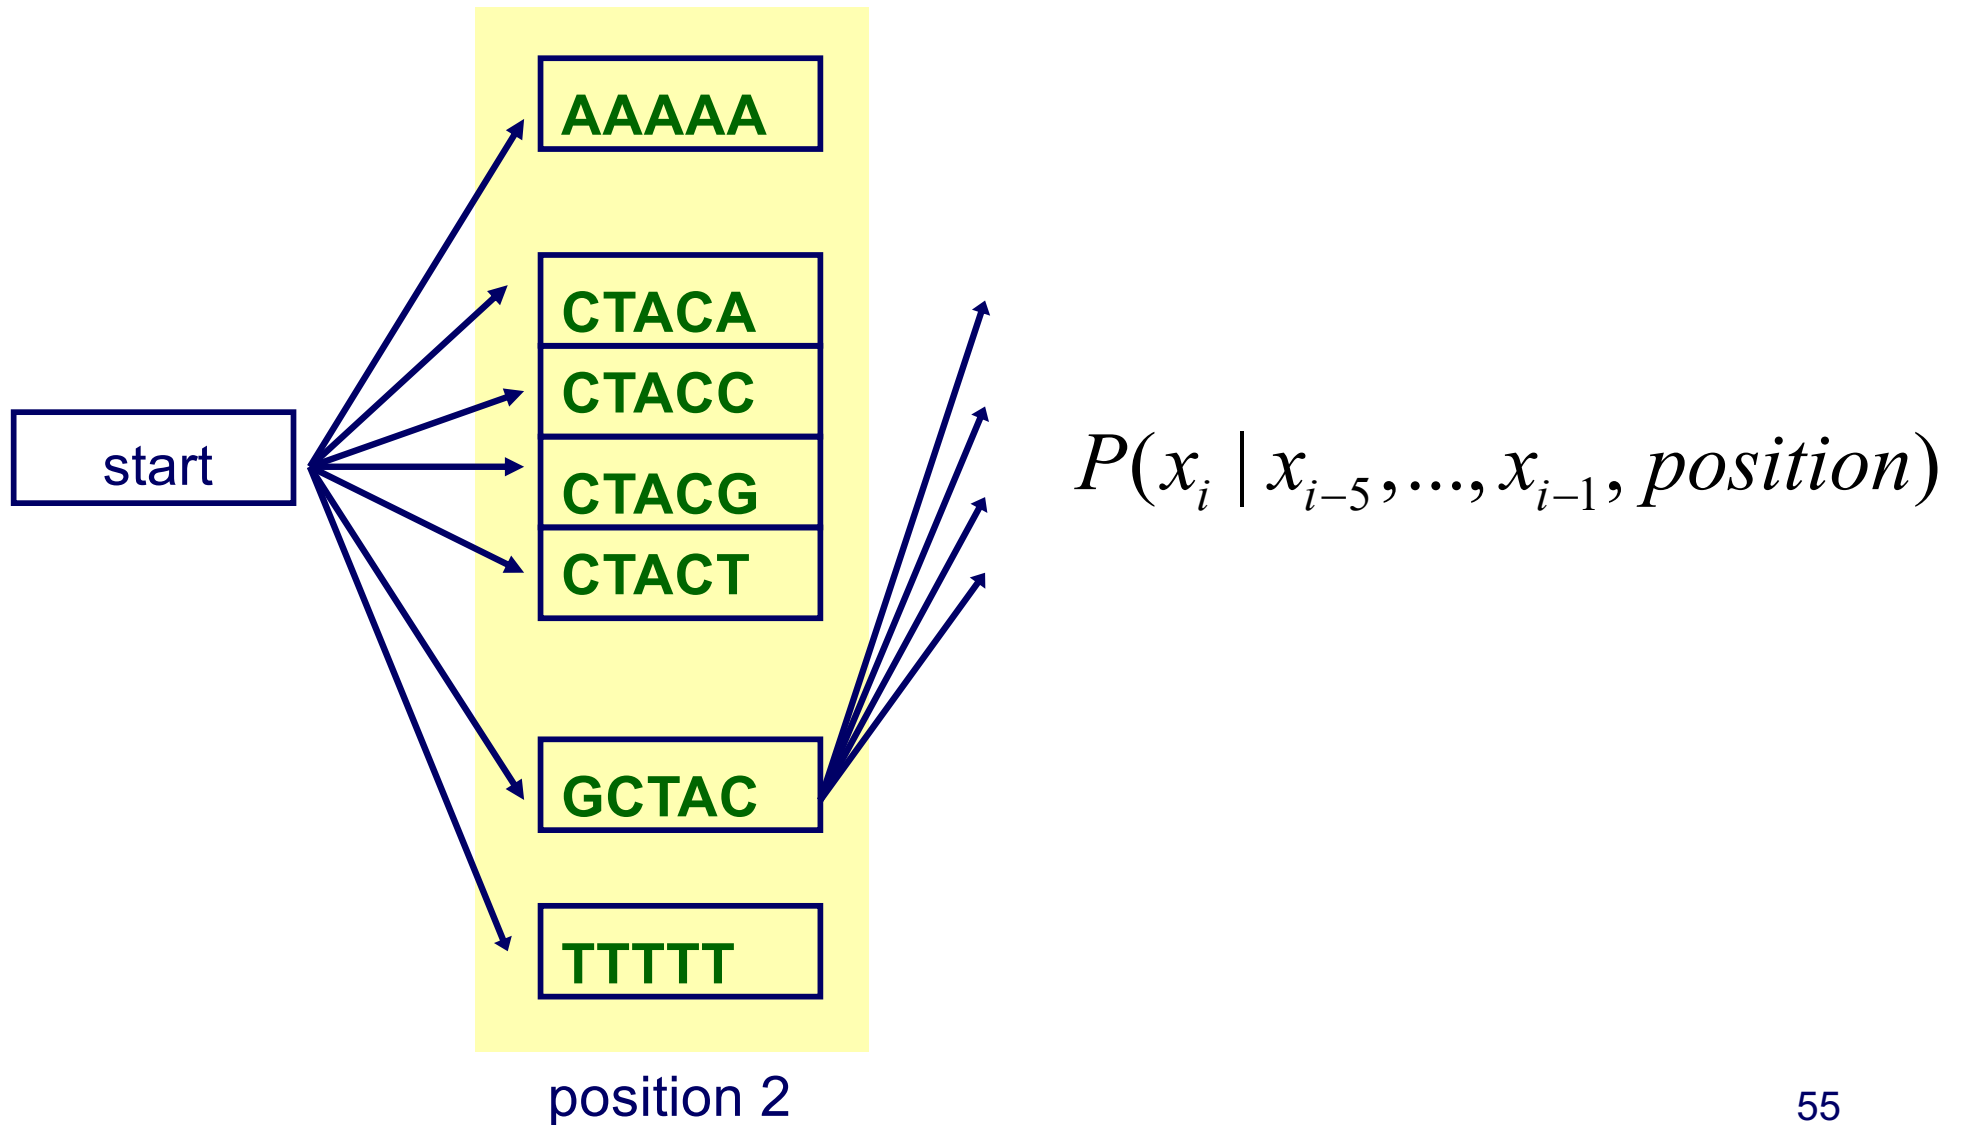 AAAAA
CTACA
CTACC
start
CTACG
P(x_i | x_{i−5},...,x_{i−1}, position)
CTACT
GCTAC
TTTTT
position 2
55